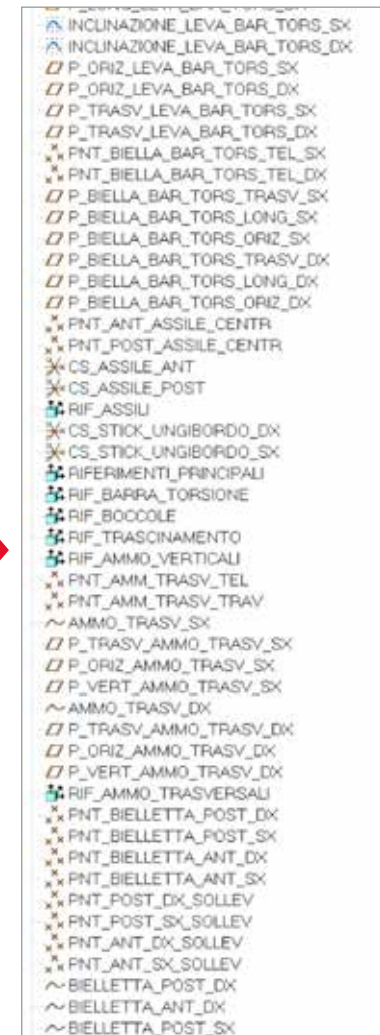 INCLINAZIONE_LEVA_BAR_TORS_SX
INCLINAZIONE_LEVA_BAR_TORS_DX
P_ORIZ_LEVA_BAR_TORS_SX
P_ORIZ_LEVA_BAR_TORS_DX
P_TRASV_LEVA_BAR_TORS_SX
P_TRASV_LEVA_BAR_TORS_DX
PNT_BIELLA_BAR_TORS_TEL_SX
PNT_BIELLA_BAR_TORS_TEL_DX
P_BIELLA_BAR_TORS_TRASV_SX
P_BIELLA_BAR_TORS_LONG_SX
P_BIELLA_BAR_TORS_ORIZ_SX
P_BIELLA_BAR_TORS_TRASV_DX
P_BIELLA_BAR_TORS_LONG_DX
P_BIELLA_BAR_TORS_ORIZ_DX
PNT_ANT_ASSILE_CENTR
PNT_POST_ASSILE_CENTR
CS_ASSILE_ANT
CS_ASSILE_POST
RIF_ASSILI
CS_STICK_UNGIBORDO_DX
CS_STICK_UNGIBORDO_SX
RIFERIMENTI_PRINCIPALI
RIF_BARRA_TORSIONE
RIF_BOCCOLE
RIF_TRASCINAMENTO
RIF_AMMO_VERTICALI
PNT_AMM_TRASV_TEL
PNT_AMM_TRASV_TRAV
AMMO_TRASV_SX
P_TRASV_AMMO_TRASV_SX
P_ORIZ_AMMO_TRASV_SX
P_VERT_AMMO_TRASV_SX
AMMO_TRASV_DX
P_TRASV_AMMO_TRASV_DX
P_ORIZ_AMMO_TRASV_DX
P_VERT_AMMO_TRASV_DX
RIF_AMMO_TRASVERSALI
PNT_BIELLETTA_POST_DX
PNT_BIELLETTA_POST_SX
PNT_BIELLETTA_ANT_DX
PNT_BIELLETTA_ANT_SX
PNT_POST_DX_SOLLEV
PNT_POST_SX_SOLLEV
PNT_ANT_DX_SOLLEV
PNT_ANT_SX_SOLLEV
BIELLETTA_POST_DX
BIELLETTA_ANT_DX
BIELLETTA_POST_SX